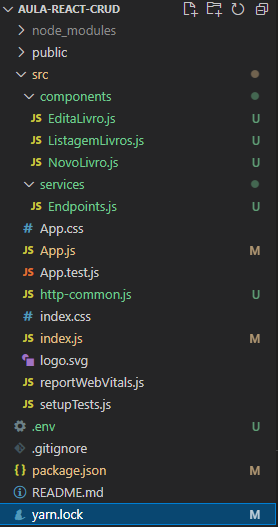 AULA-REACT-CRUD
node_modules
public
src
components
JS EditaLivro.js U
JS ListagemLivros.js U
JS NovoLivro.js U
services
JS Endpoints.js U
# App.css
JS App.js M
JS App.test.js
JS http-common.js U
# index.css
JS index.js M
logo.svg
JS reportWebVitals.js
JS setupTests.js
.env U
.gitignore
{} package.json M
README.md
yarn.lock M